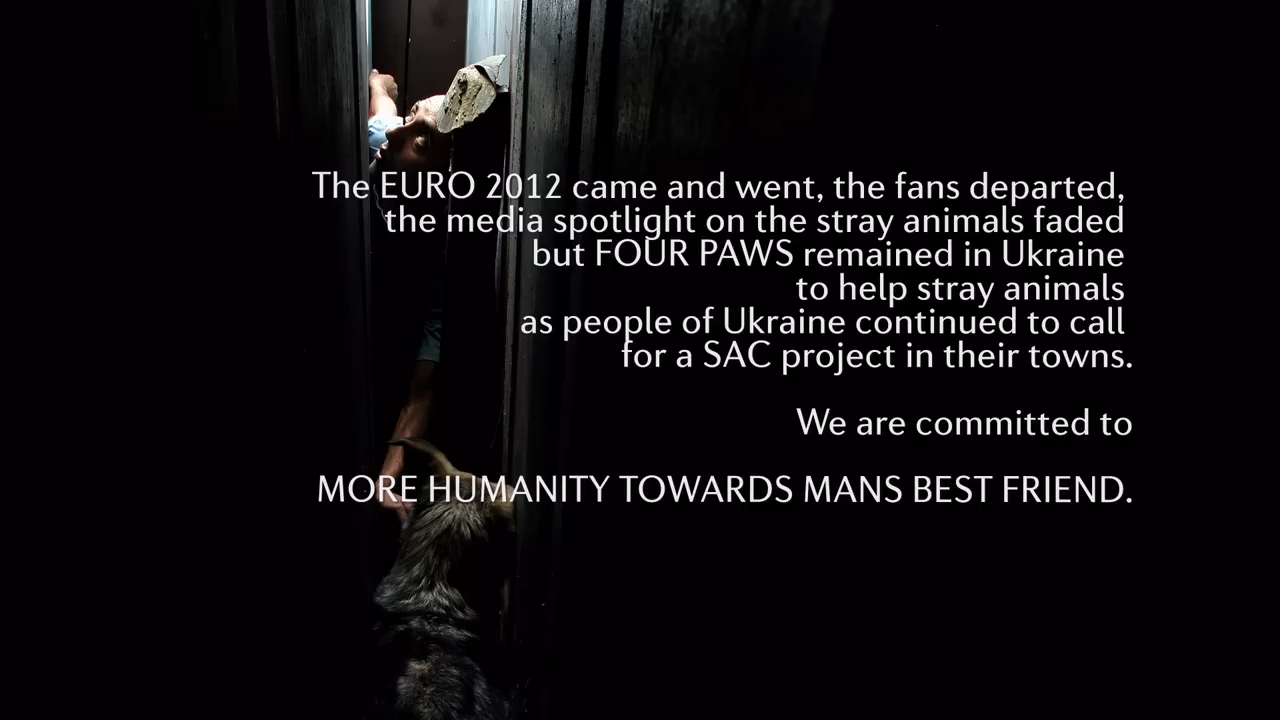 The EURO 2012 came and went, the fans departed,
the media spotlight on the stray animals faded
but FOUR PAWS remained in Ukraine
to help stray animals
as people of Ukraine continued to call
for a SAC project in their towns.
We are committed to
MORE HUMANITY TOWARDS MANS BEST FRIEND.